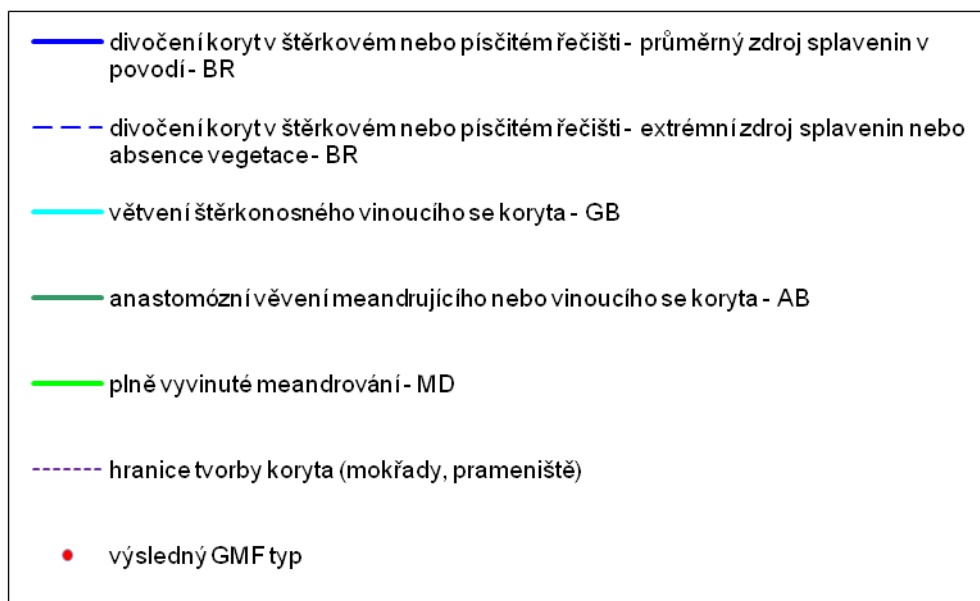 divočení koryt v štěrkovém nebo písčitém řečišti - průměrný zdroj splavenin v
povodí - BR
divočení koryt v štěrkovém nebo písčitém řečišti - extrémní zdroj splavenin nebo
absence vegetace - BR
větvení štěrkonosného vinoucího se koryta - GB
anastomózní věvení meandrujícího nebo vinoucího se koryta - AB
plně vyvinuté meandrování - MD
hranice tvorby koryta (mokřady, prameniště)
výsledný GMF typ